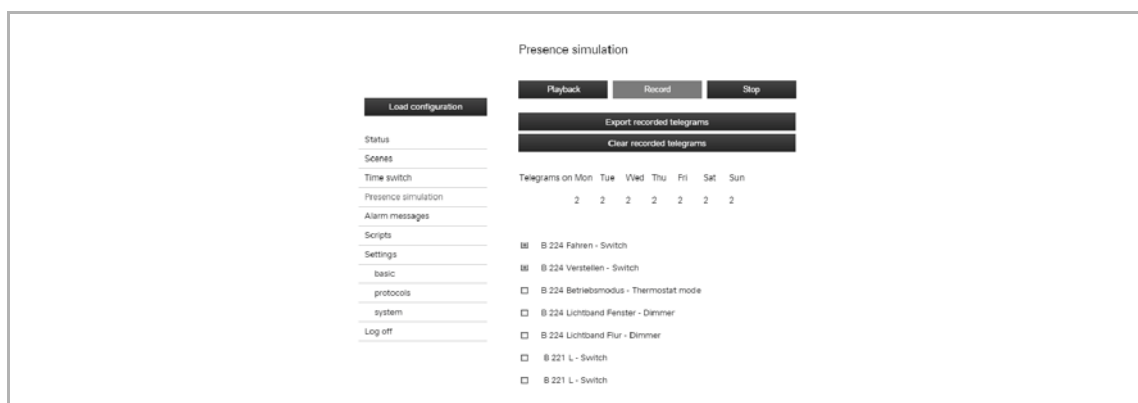 Presence simulation
Playback Record Stop
Load configuration
Export recorded telegrams
Clear recorded telegrams
Status
Scenes
Time switch
Presence simulation
Alarm messages
Scripts
Settings
basic
protocols
system
Log off
Telegrams on Mon Tue Wed Thu Fri Sat Sun
2 2 2 2 2 2 2
B 224 Fahren - Switch
B 224 Verstellen - Switch
B 224 Betriebsmodus - Thermostat mode
B 224 Lichtband Fenster - Dimmer
B 224 Lichtband Flur - Dimmer
B 221 L - Switch
B 221 L - Switch